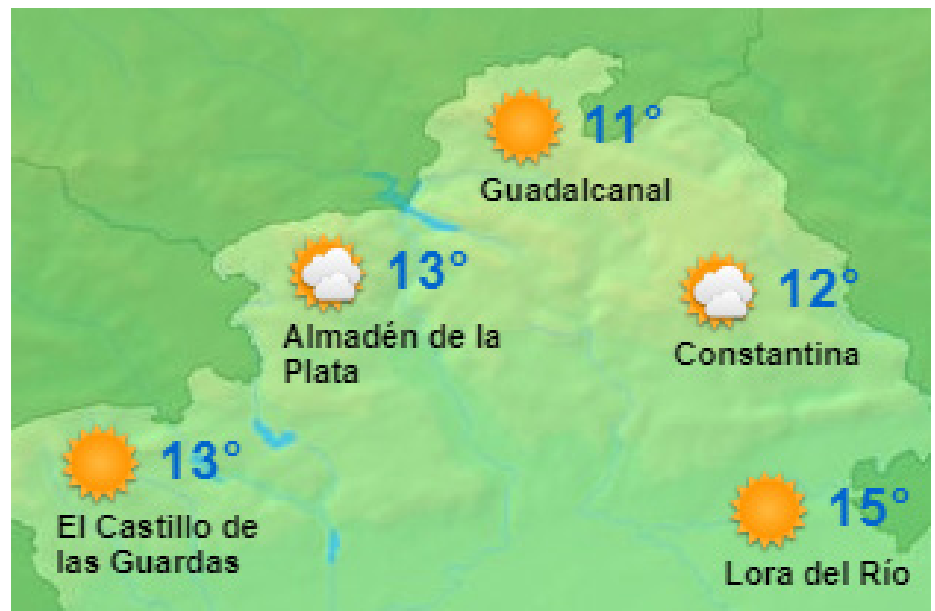 11°
Guadalcanal
13°
Almadén de la
Plata
12°
Constantina
13°
El Castillo de
las Guardas
15°
Lora del Río